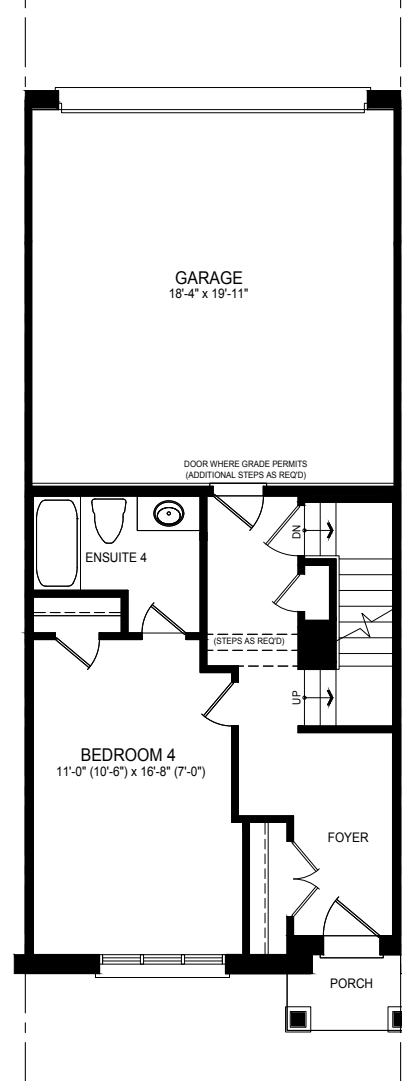 GARAGE
18'-4" x 19'-11"
DOOR WHERE GRADE PERMITS
(ADDITIONAL STEPS AS REQ'D)
DN
ENSUITE 4
(STEPS AS REQ'D)
UP
BEDROOM 4
11'-0" (10'-6") x 16'-8" (7'-0")
FOYER
PORCH